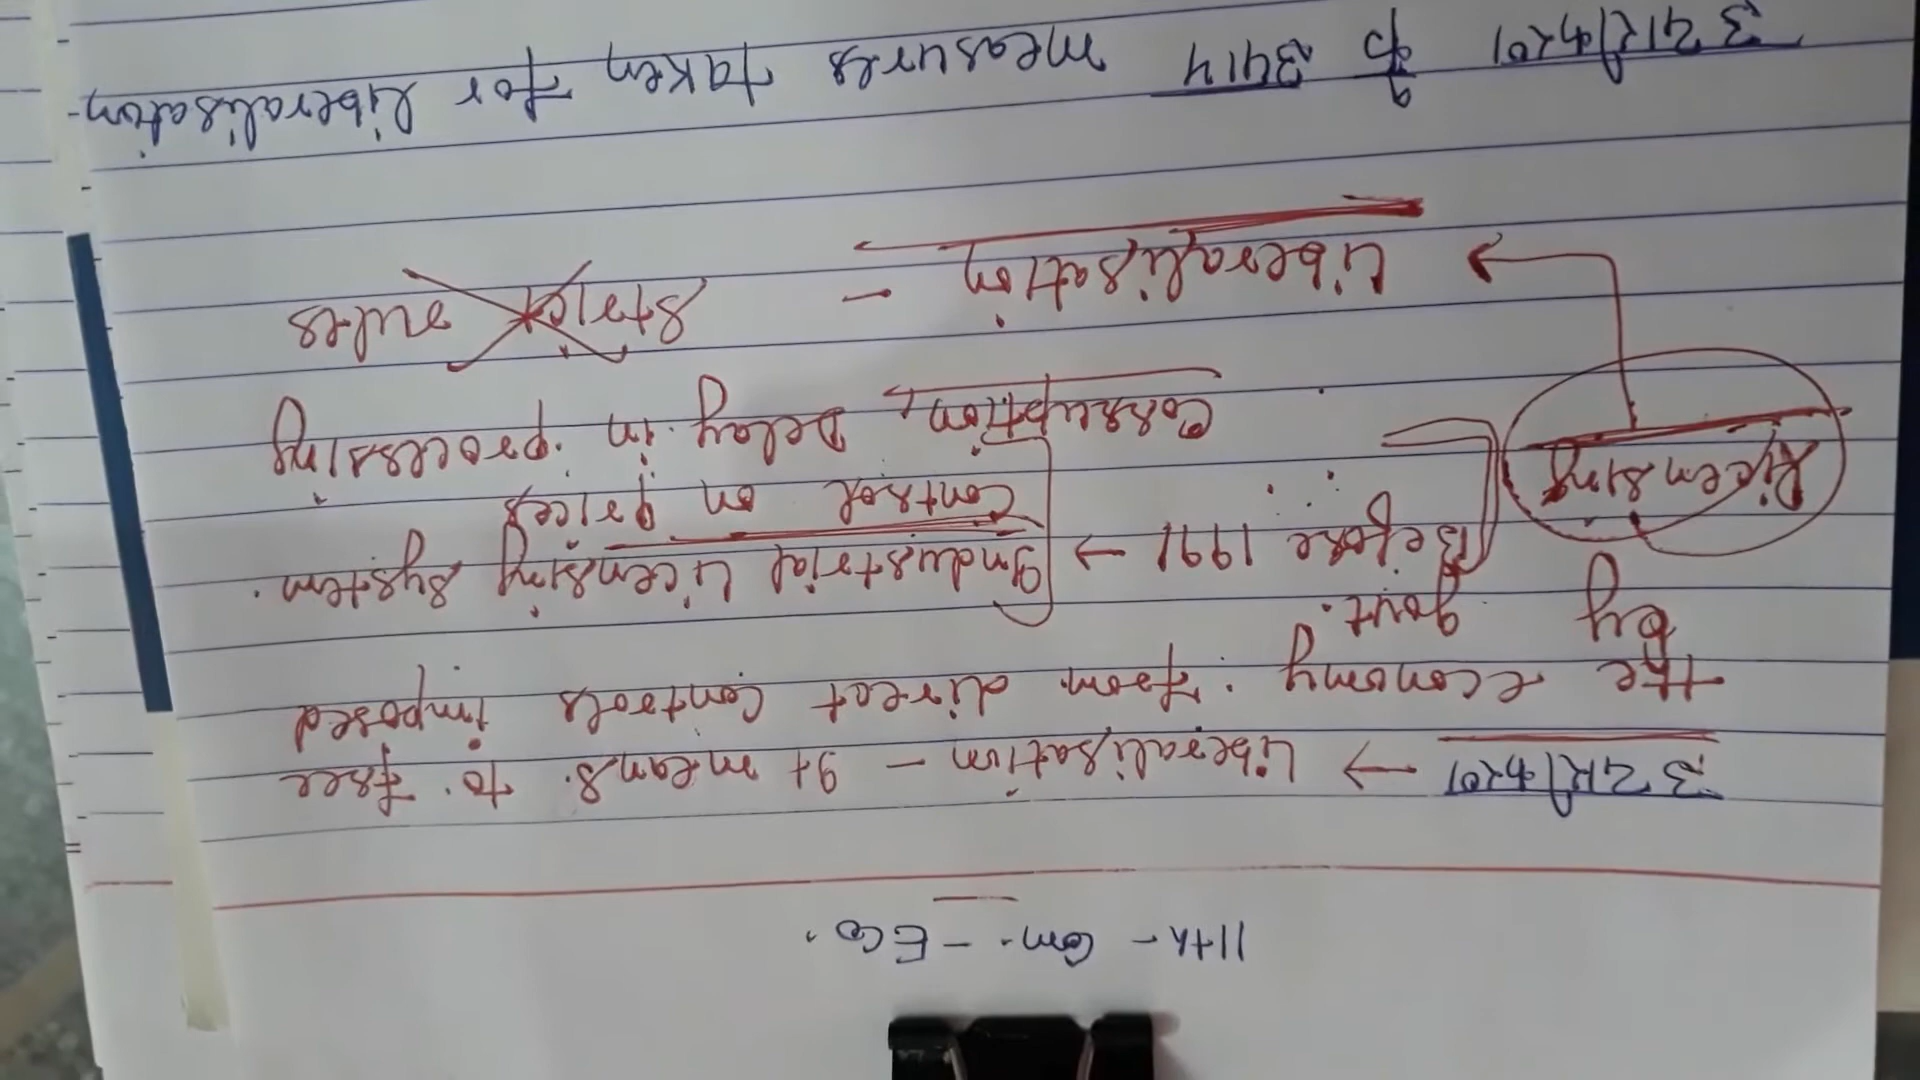 11th - Com. - Eco.
उदारीकरण → Liberalisation - It means to free
the economy from direct controls imposed
by govt.
Before 1991 → Industrial Licensing System.
Control on prices
Licensing
Corruption, Delay in processing
Liberalisation - Strict rules
उदारीकरण के उपाय measures taken for liberalisation-